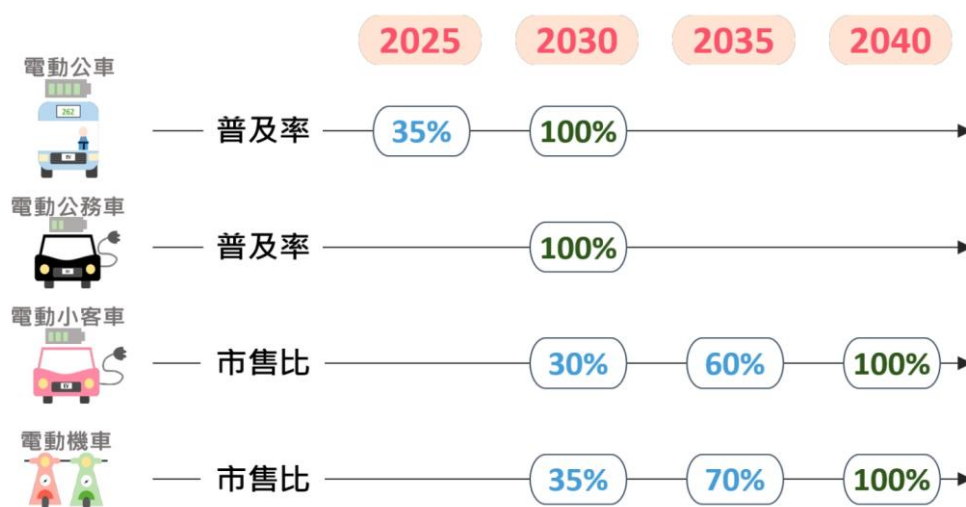 2025 2030 2035 2040
電動公車
262
普及率 35% 100%
電動公務車
普及率 100%
電動小客車
市售比 30% 60% 100%
電動機車
市售比 35% 70% 100%